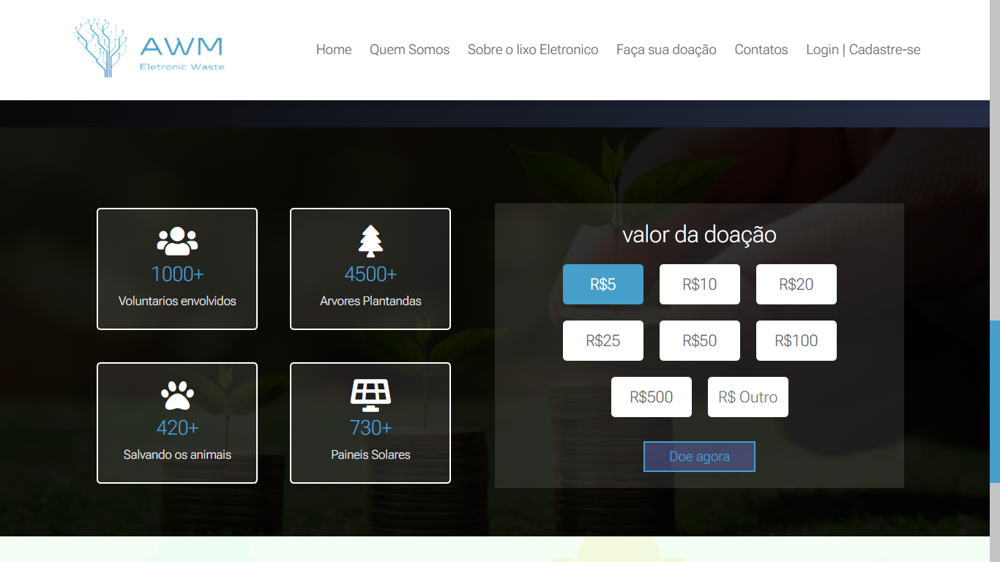 AWM
Eletronic Waste
Home Quem Somos Sobre o lixo Eletronico Faça sua doação Contatos Login | Cadastre-se
1000+
Voluntarios envolvidos
4500+
Arvores Plantandas
420+
Salvando os animais
730+
Paineis Solares
valor da doação
R$5 R$10 R$20
R$25 R$50 R$100
R$500 R$ Outro
Doe agora